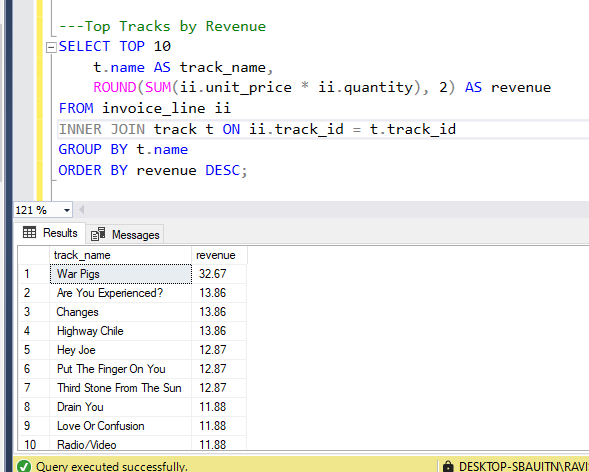 ---Top Tracks by Revenue
SELECT TOP 10
t.name AS track_name,
ROUND(SUM(ii.unit_price * ii.quantity), 2) AS revenue
FROM invoice_line ii
INNER JOIN track t ON ii.track_id = t.track_id
GROUP BY t.name
ORDER BY revenue DESC;
121 %
Results Messages
track_name revenue
1 War Pigs 32.67
2 Are You Experienced? 13.86
3 Changes 13.86
4 Highway Chile 13.86
5 Hey Joe 12.87
6 Put The Finger On You 12.87
7 Third Stone From The Sun 12.87
8 Drain You 11.88
9 Love Or Confusion 11.88
10 Radio/Video 11.88
Query executed successfully. DESKTOP-SBAUITN\RAVI